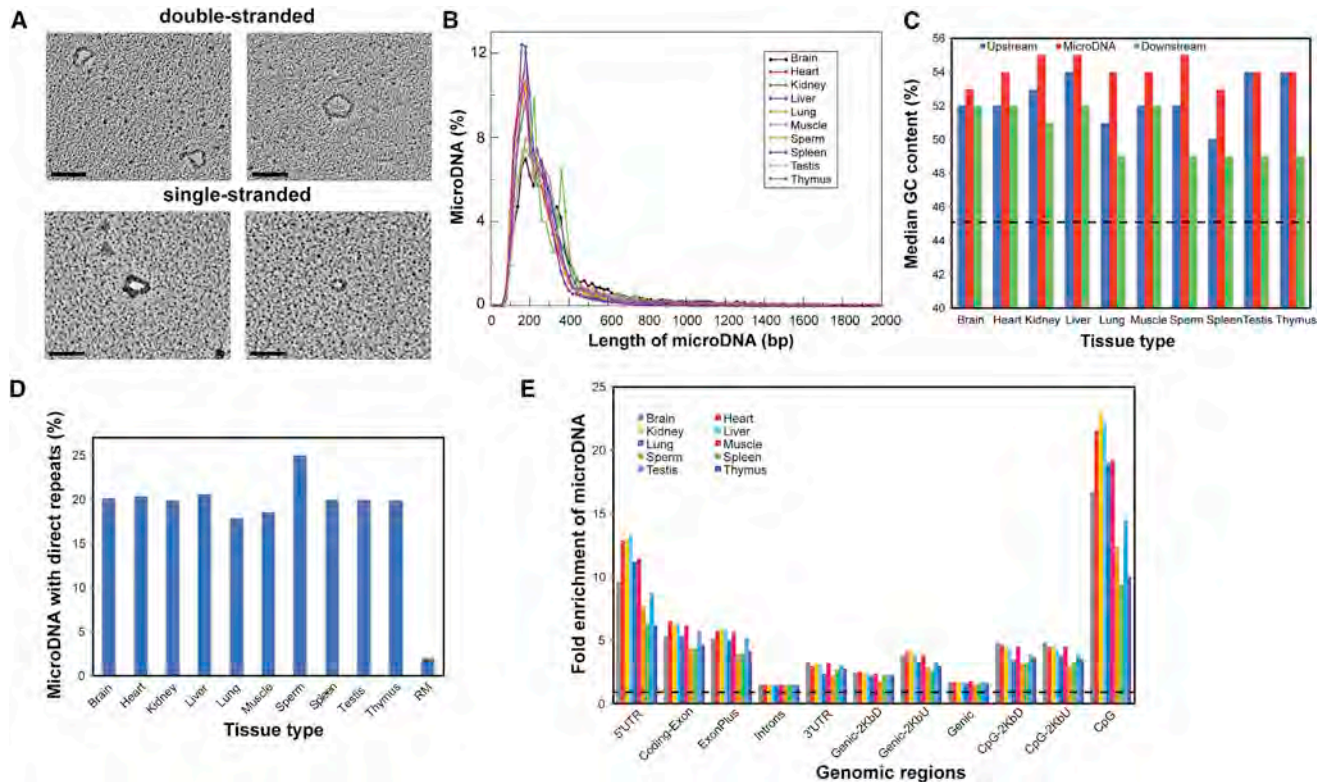 A
double-stranded
single-stranded
B
MicroDNA (%)
12
8
4
0
Brain
Heart
Kidney
Liver
Lung
Muscle
Sperm
Spleen
Testis
Thymus
0 200 400 600 800 1000 1200 1400 1600 1800 2000
Length of microDNA (bp)
C
Median GC content (%)
56
54
52
50
48
46
44
42
40
Upstream MicroDNA Downstream
Brain Heart Kidney Liver Lung Muscle Sperm Spleen Testis Thymus
Tissue type
D
MicroDNA with direct repeats (%)
30
25
20
15
10
5
0
Brain Heart Kidney Liver Lung Muscle Sperm Spleen Testis Thymus RM
Tissue type
E
Fold enrichment of microDNA
25
20
15
10
5
0
Brain Heart
Kidney Liver
Lung Muscle
Sperm Spleen
Testis Thymus
5'UTR Coding-Exon ExonPlus Introns 3'UTR Genic-2KbD Genic-2KbU Genic CpG-2KbD CpG-2KbU CpG
Genomic regions